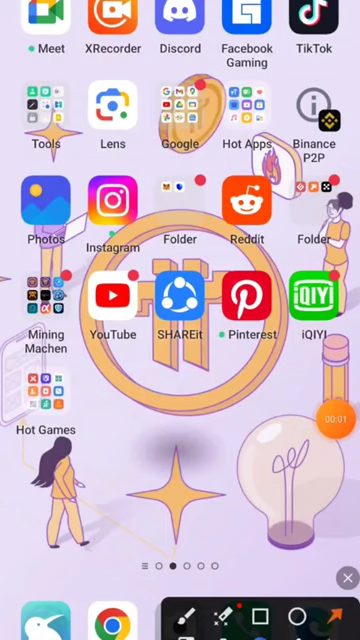 Meet
XRecorder
Discord
Facebook
Gaming
TikTok
Tools
Lens
Google
Hot Apps
Binance
P2P
Photos
Instagram
Folder
Reddit
Folder
Mining
Machen
YouTube
SHAREit
Pinterest
iQIYI
iQIYI
Hot Games
00:01